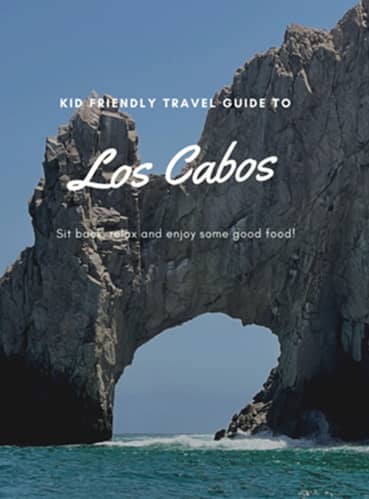 KID FRIENDLY TRAVEL GUIDE TO
Los Cabos
Sit back, relax and enjoy some good food!